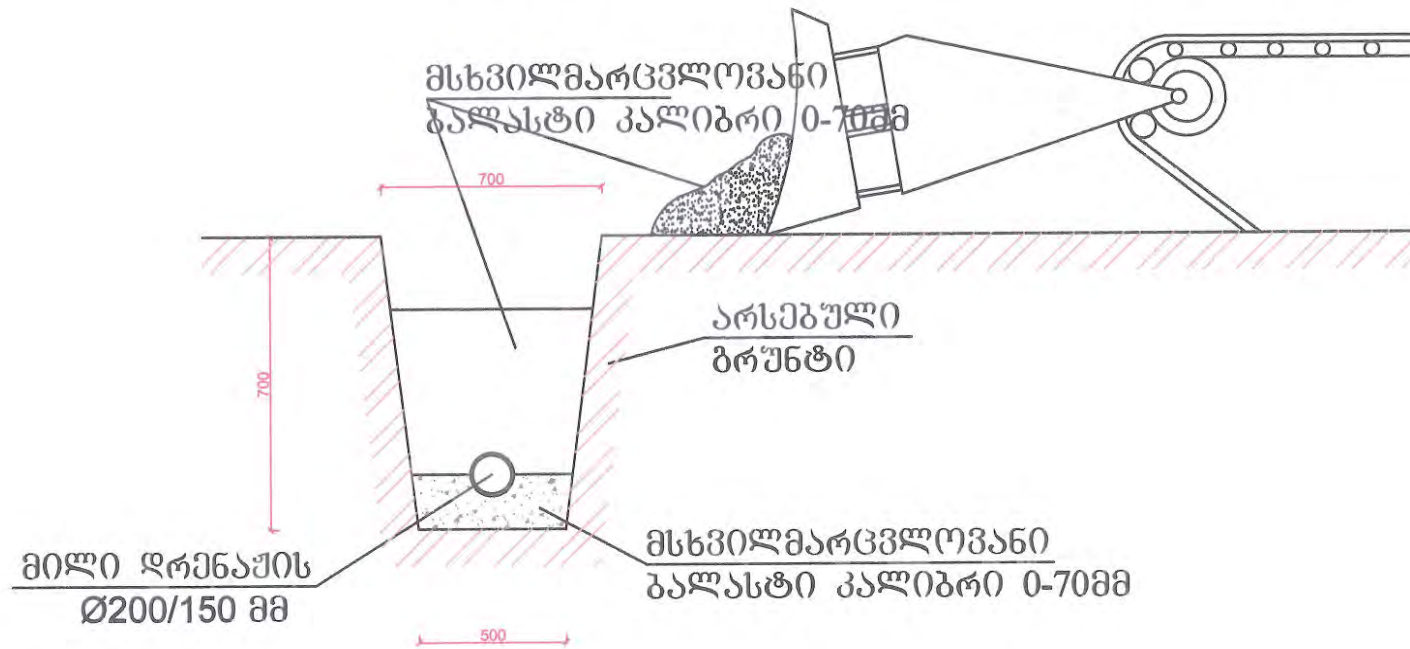 მსხვილმარცვლოვანი
ბალასტი კალიბრი 0-70მმ
700
700
არსებული
გრუნტი
მილი დრენაჟის
Ø200/150 მმ
მსხვილმარცვლოვანი
ბალასტი კალიბრი 0-70მმ
500